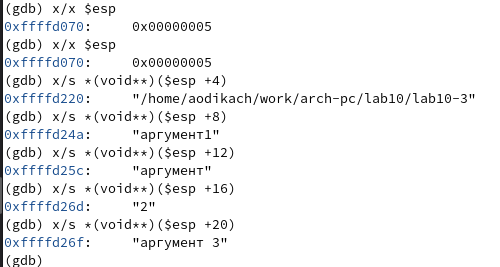 (gdb) x/x $esp
0xffffd070:     0x00000005
(gdb) x/x $esp
0xffffd070:     0x00000005
(gdb) x/s *(void**)($esp +4)
0xffffd220:     "/home/aodikach/work/arch-pc/lab10/lab10-3"
(gdb) x/s *(void**)($esp +8)
0xffffd24a:     "аргумент1"
(gdb) x/s *(void**)($esp +12)
0xffffd25c:     "аргумент"
(gdb) x/s *(void**)($esp +16)
0xffffd26d:     "2"
(gdb) x/s *(void**)($esp +20)
0xffffd26f:     "аргумент 3"
(gdb)